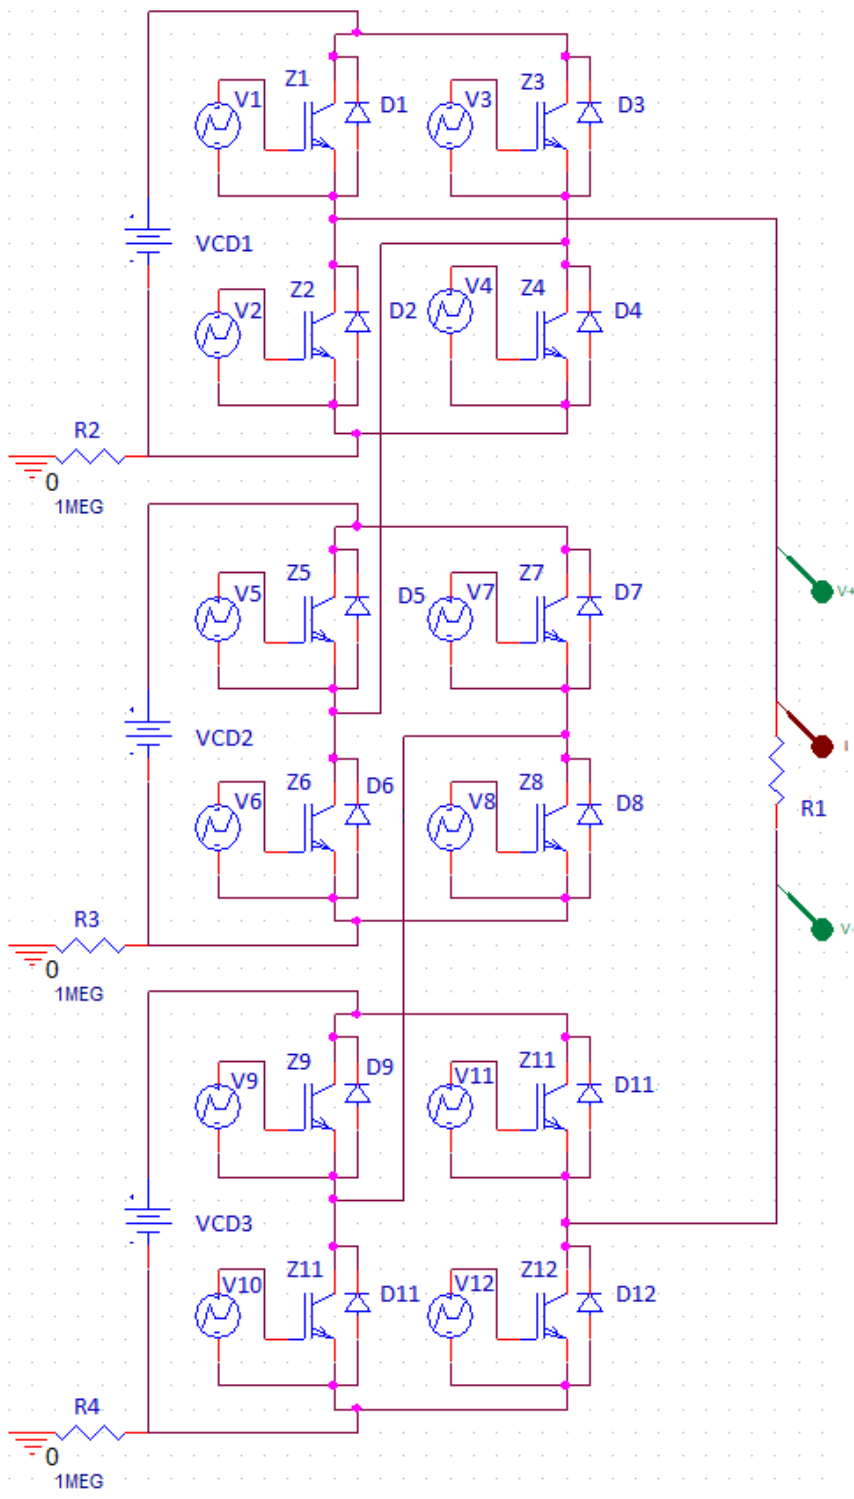 Z1
V1
D1
Z3
V3
D3
VCD1
Z2
V2
D2
Z4
V4
D4
R2
0
1MEG
Z5
V5
D5
Z7
V7
D7
V+
VCD2
Z6
V6
D6
Z8
V8
D8
I
R1
R3
0
1MEG
V-
Z9
V9
D9
Z11
V11
D11
VCD3
Z11
V10
D11
Z12
V12
D12
R4
0
1MEG